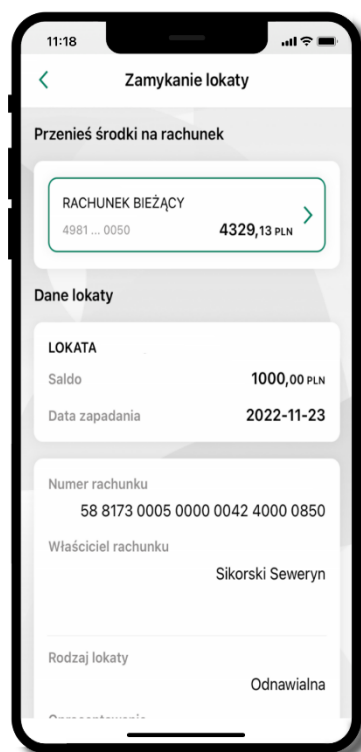 11:18
Zamykanie lokaty
Przenieś środki na rachunek
RACHUNEK BIEŻĄCY
4981 ... 0050 4329,13 PLN
Dane lokaty
LOKATA
Saldo 1000,00 PLN
Data zapadania 2022-11-23
Numer rachunku
58 8173 0005 0000 0042 4000 0850
Właściciel rachunku
Sikorski Seweryn
Rodzaj lokaty
Odnawialna